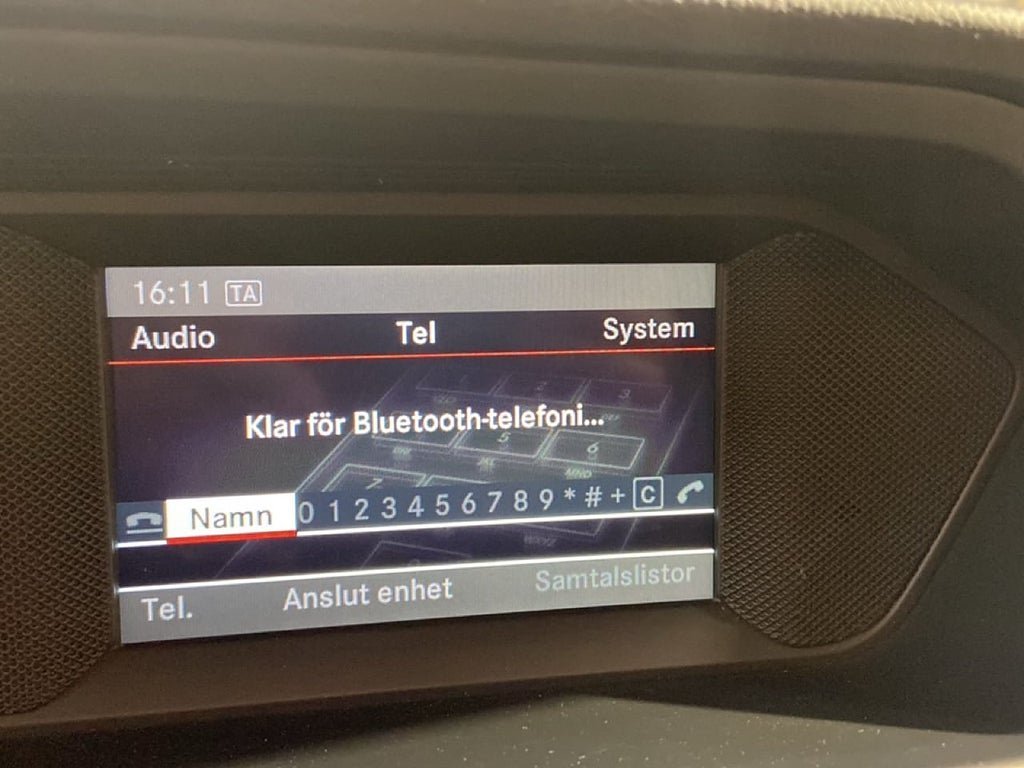 16:11 TA
Audio Tel System
Klar för Bluetooth-telefoni...
Namn 0 1 2 3 4 5 6 7 8 9 * # + C
Tel. Anslut enhet Samtalslistor